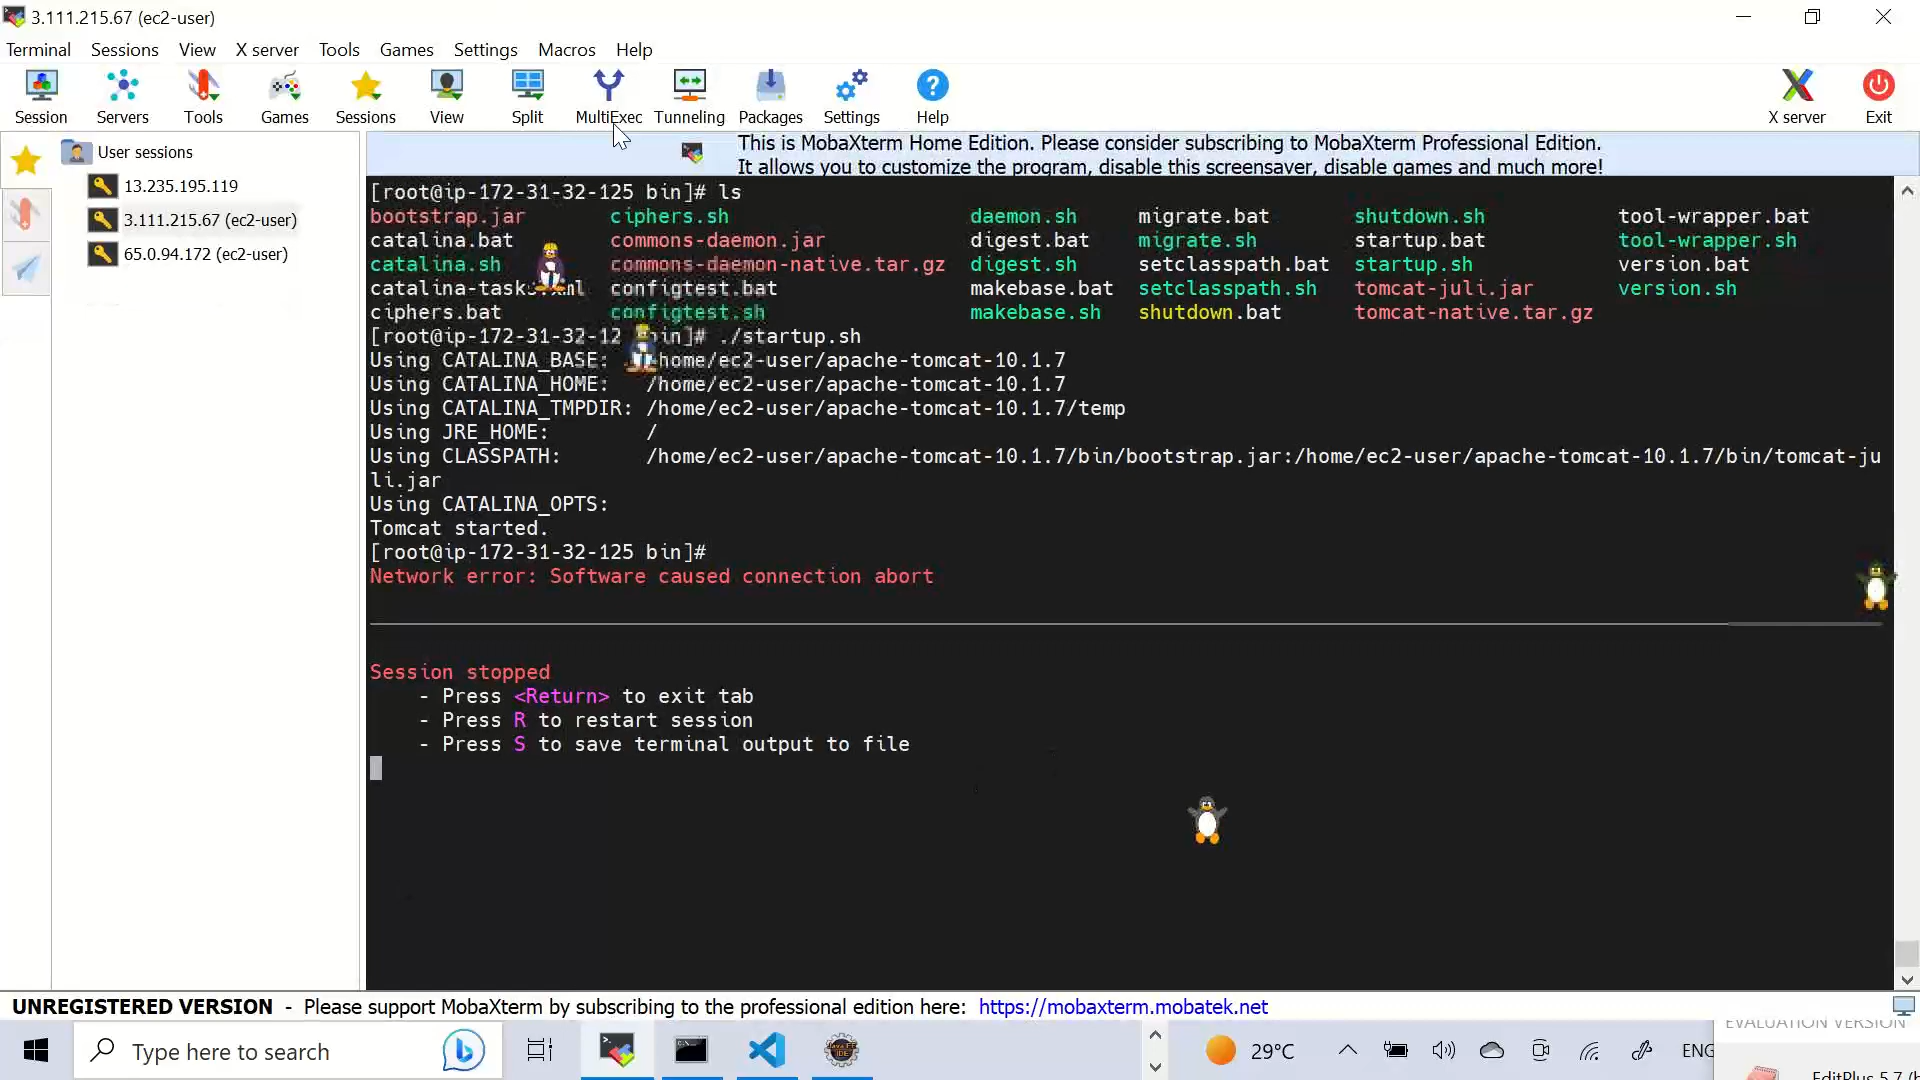 3.111.215.67 (ec2-user)
Terminal Sessions View X server Tools Games Settings Macros Help
Session Servers Tools Games Sessions View Split MultiExec Tunneling Packages Settings Help X server Exit
User sessions
13.235.195.119
3.111.215.67 (ec2-user)
65.0.94.172 (ec2-user)
This is MobaXterm Home Edition. Please consider subscribing to MobaXterm Professional Edition.
It allows you to customize the program, disable this screensaver, disable games and much more!
[root@ip-172-31-32-125 bin]# ls
bootstrap.jar ciphers.sh daemon.sh migrate.bat shutdown.sh tool-wrapper.bat
catalina.bat commons-daemon.jar digest.bat migrate.sh startup.bat tool-wrapper.sh
catalina.sh commons-daemon-native.tar.gz digest.sh setclasspath.bat startup.sh version.bat
catalina-tasks.xml configtest.bat makebase.bat setclasspath.sh tomcat-juli.jar version.sh
ciphers.bat configtest.sh makebase.sh shutdown.bat tomcat-native.tar.gz
[root@ip-172-31-32-12 bin]# ./startup.sh
Using CATALINA_BASE: /home/ec2-user/apache-tomcat-10.1.7
Using CATALINA_HOME: /home/ec2-user/apache-tomcat-10.1.7
Using CATALINA_TMPDIR: /home/ec2-user/apache-tomcat-10.1.7/temp
Using JRE_HOME: /
Using CLASSPATH: /home/ec2-user/apache-tomcat-10.1.7/bin/bootstrap.jar:/home/ec2-user/apache-tomcat-10.1.7/bin/tomcat-ju
li.jar
Using CATALINA_OPTS:
Tomcat started.
[root@ip-172-31-32-125 bin]#
Network error: Software caused connection abort
Session stopped
- Press <Return> to exit tab
- Press R to restart session
- Press S to save terminal output to file
UNREGISTERED VERSION - Please support MobaXterm by subscribing to the professional edition here: https://mobaxterm.mobatek.net
EVALUATION VERSION
Type here to search
29°C
ENG
EditPlus 5.7